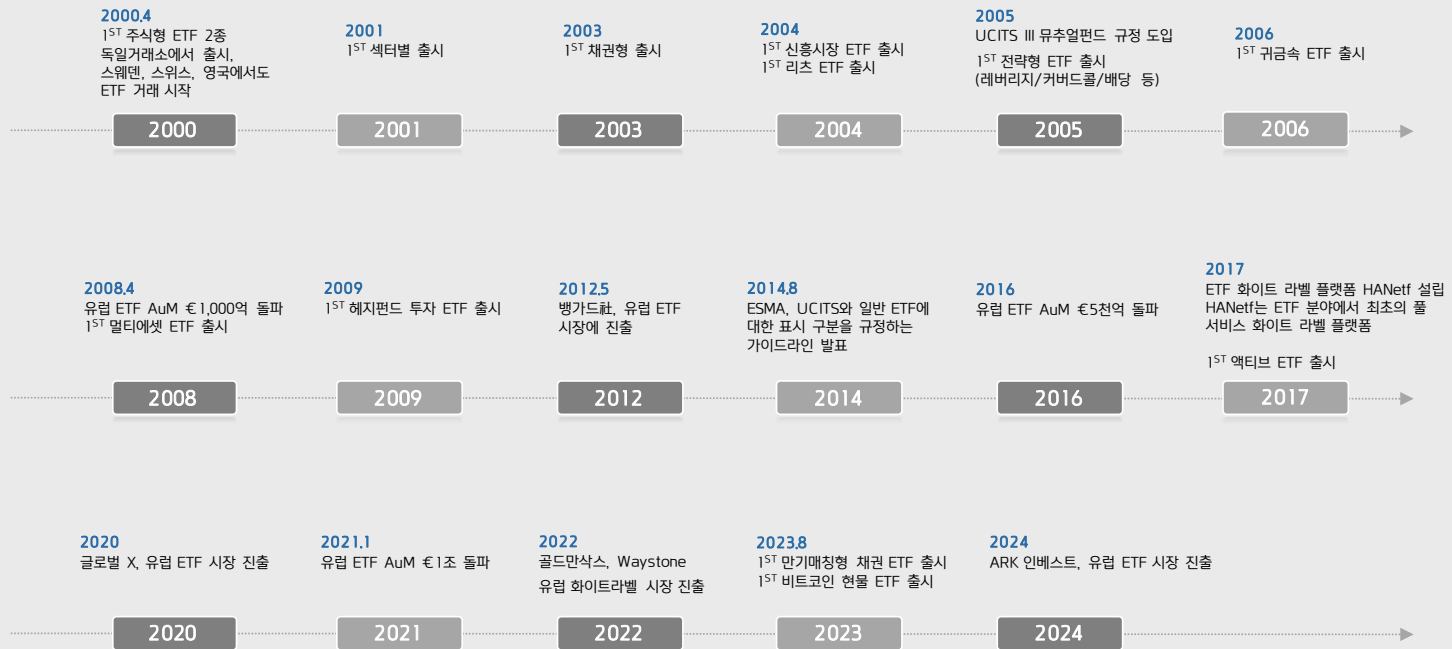 2000.4
1ST 주식형 ETF 2종
독일거래소에서 출시,
스웨덴, 스위스, 영국에서도
ETF 거래 시작
2001
1ST 섹터별 출시
2003
1ST 채권형 출시
2004
1ST 신흥시장 ETF 출시
1ST 리츠 ETF 출시
2005
UCITS III 뮤추얼펀드 규정 도입
1ST 전략형 ETF 출시
(레버리지/커버드콜/배당 등)
2006
1ST 귀금속 ETF 출시
2000
2001
2003
2004
2005
2006
2008.4
유럽 ETF AuM €1,000억 돌파
1ST 멀티에셋 ETF 출시
2009
1ST 헤지펀드 투자 ETF 출시
2012.5
뱅가드社, 유럽 ETF
시장에 진출
2014.8
ESMA, UCITS와 일반 ETF에
대한 표시 구분을 규정하는
가이드라인 발표
2016
유럽 ETF AuM €5천억 돌파
2017
ETF 화이트 라벨 플랫폼 HANetf 설립
HANetf는 ETF 분야에서 최초의 풀
서비스 화이트 라벨 플랫폼
1ST 액티브 ETF 출시
2008
2009
2012
2014
2016
2017
2020
글로벌 X, 유럽 ETF 시장 진출
2021.1
유럽 ETF AuM €1조 돌파
2022
골드만삭스, Waystone
유럽 화이트라벨 시장 진출
2023.8
1ST 만기매칭형 채권 ETF 출시
1ST 비트코인 현물 ETF 출시
2024
ARK 인베스트, 유럽 ETF 시장 진출
2020
2021
2022
2023
2024